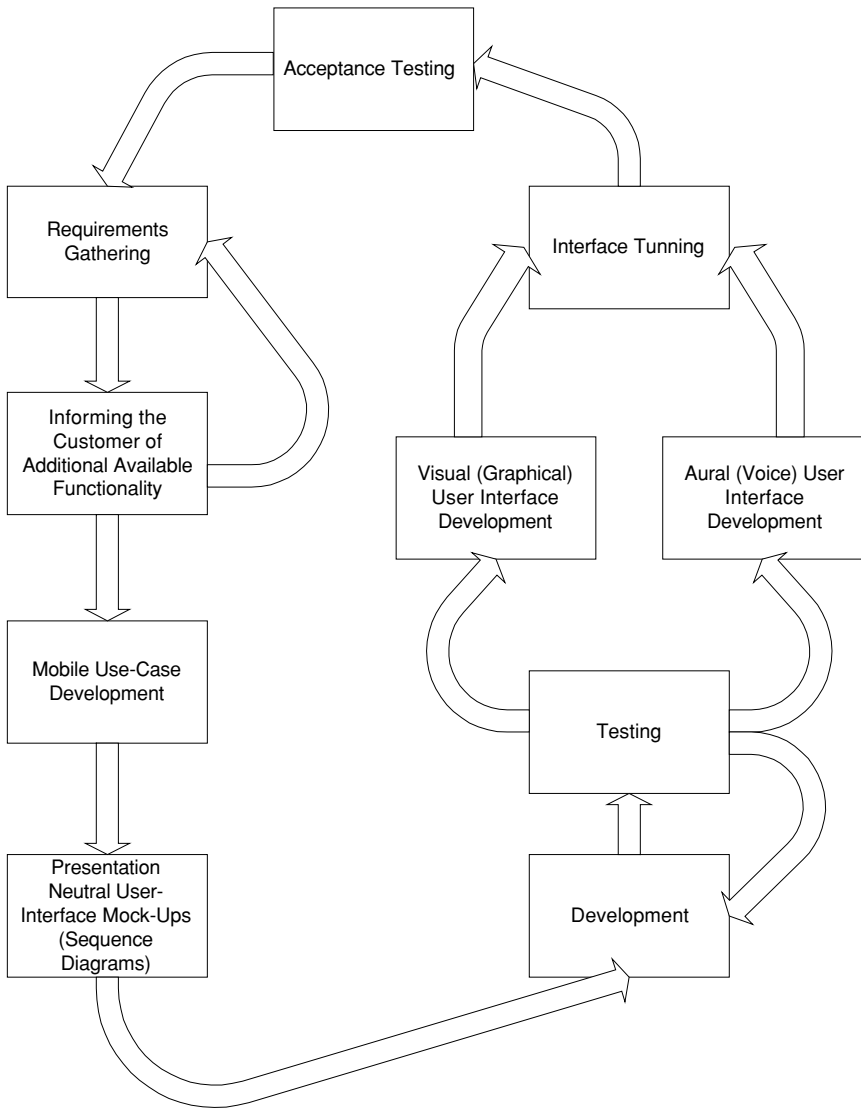 Acceptance Testing
Requirements
Gathering
Interface Tunning
Informing the
Customer of
Additional Available
Functionality
Visual (Graphical)
User Interface
Development
Aural (Voice) User
Interface
Development
Mobile Use-Case
Development
Testing
Presentation
Neutral User-
Interface Mock-Ups
(Sequence
Diagrams)
Development